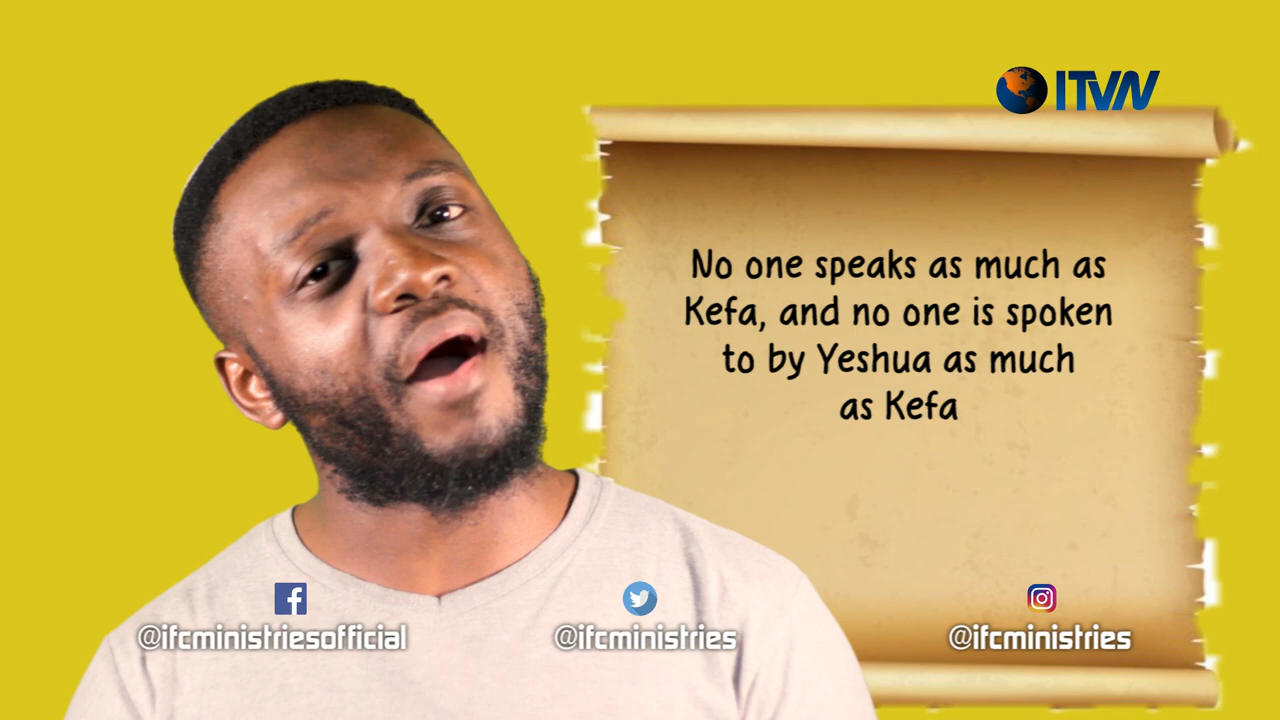 ITVN
No one speaks as much as
Kefa, and no one is spoken
to by Yeshua as much
as Kefa
@ifcministriesofficial
@ifcministries
@ifcministries